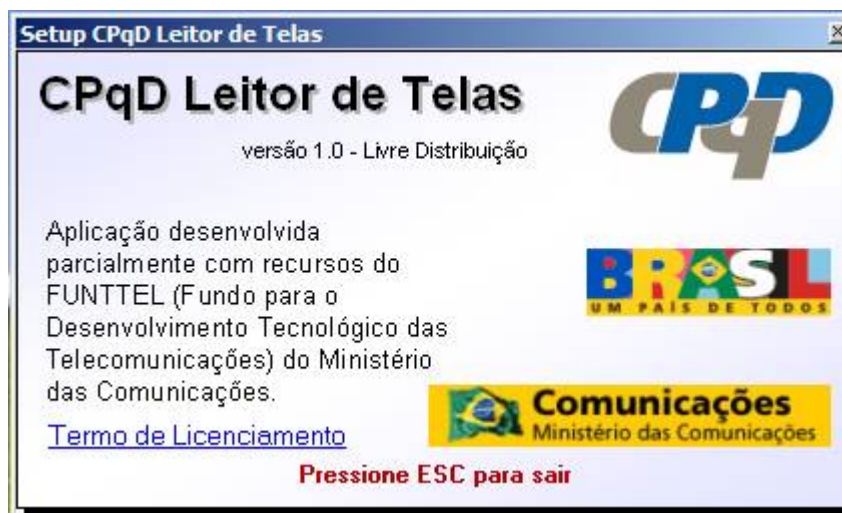 Setup CPqD Leitor de Telas
CPqD Leitor de Telas
CPqD
versão 1.0 - Livre Distribuição
Aplicação desenvolvida
parcialmente com recursos do
FUNTTEL (Fundo para o
Desenvolvimento Tecnológico das
Telecomunicações) do Ministério
das Comunicações.
BRASIL
UM PAÍS DE TODOS
Comunicações
Ministério das Comunicações
Termo de Licenciamento
Pressione ESC para sair